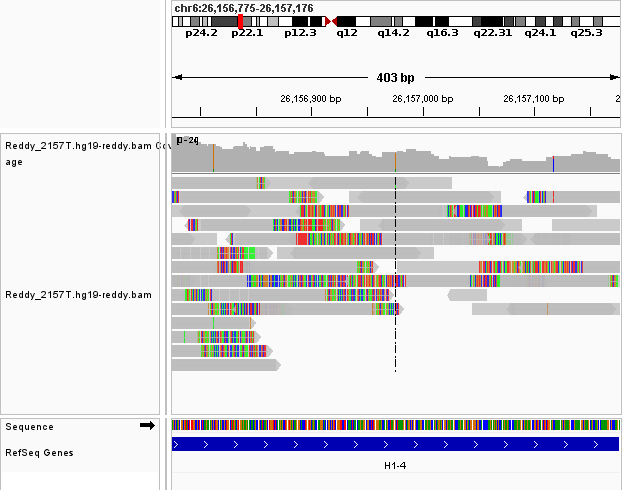 chr6:26,156,775-26,157,176
p24.2 p22.1 p12.3 q12 q14.2 q16.3 q22.31 q24.1 q25.3
403 bp
26,156,900 bp 26,157,000 bp 26,157,100 bp 2
Reddy_2157T.hg19-reddy.bam Cov
age
Reddy_2157T.hg19-reddy.bam
Sequence
RefSeq Genes
H1-4